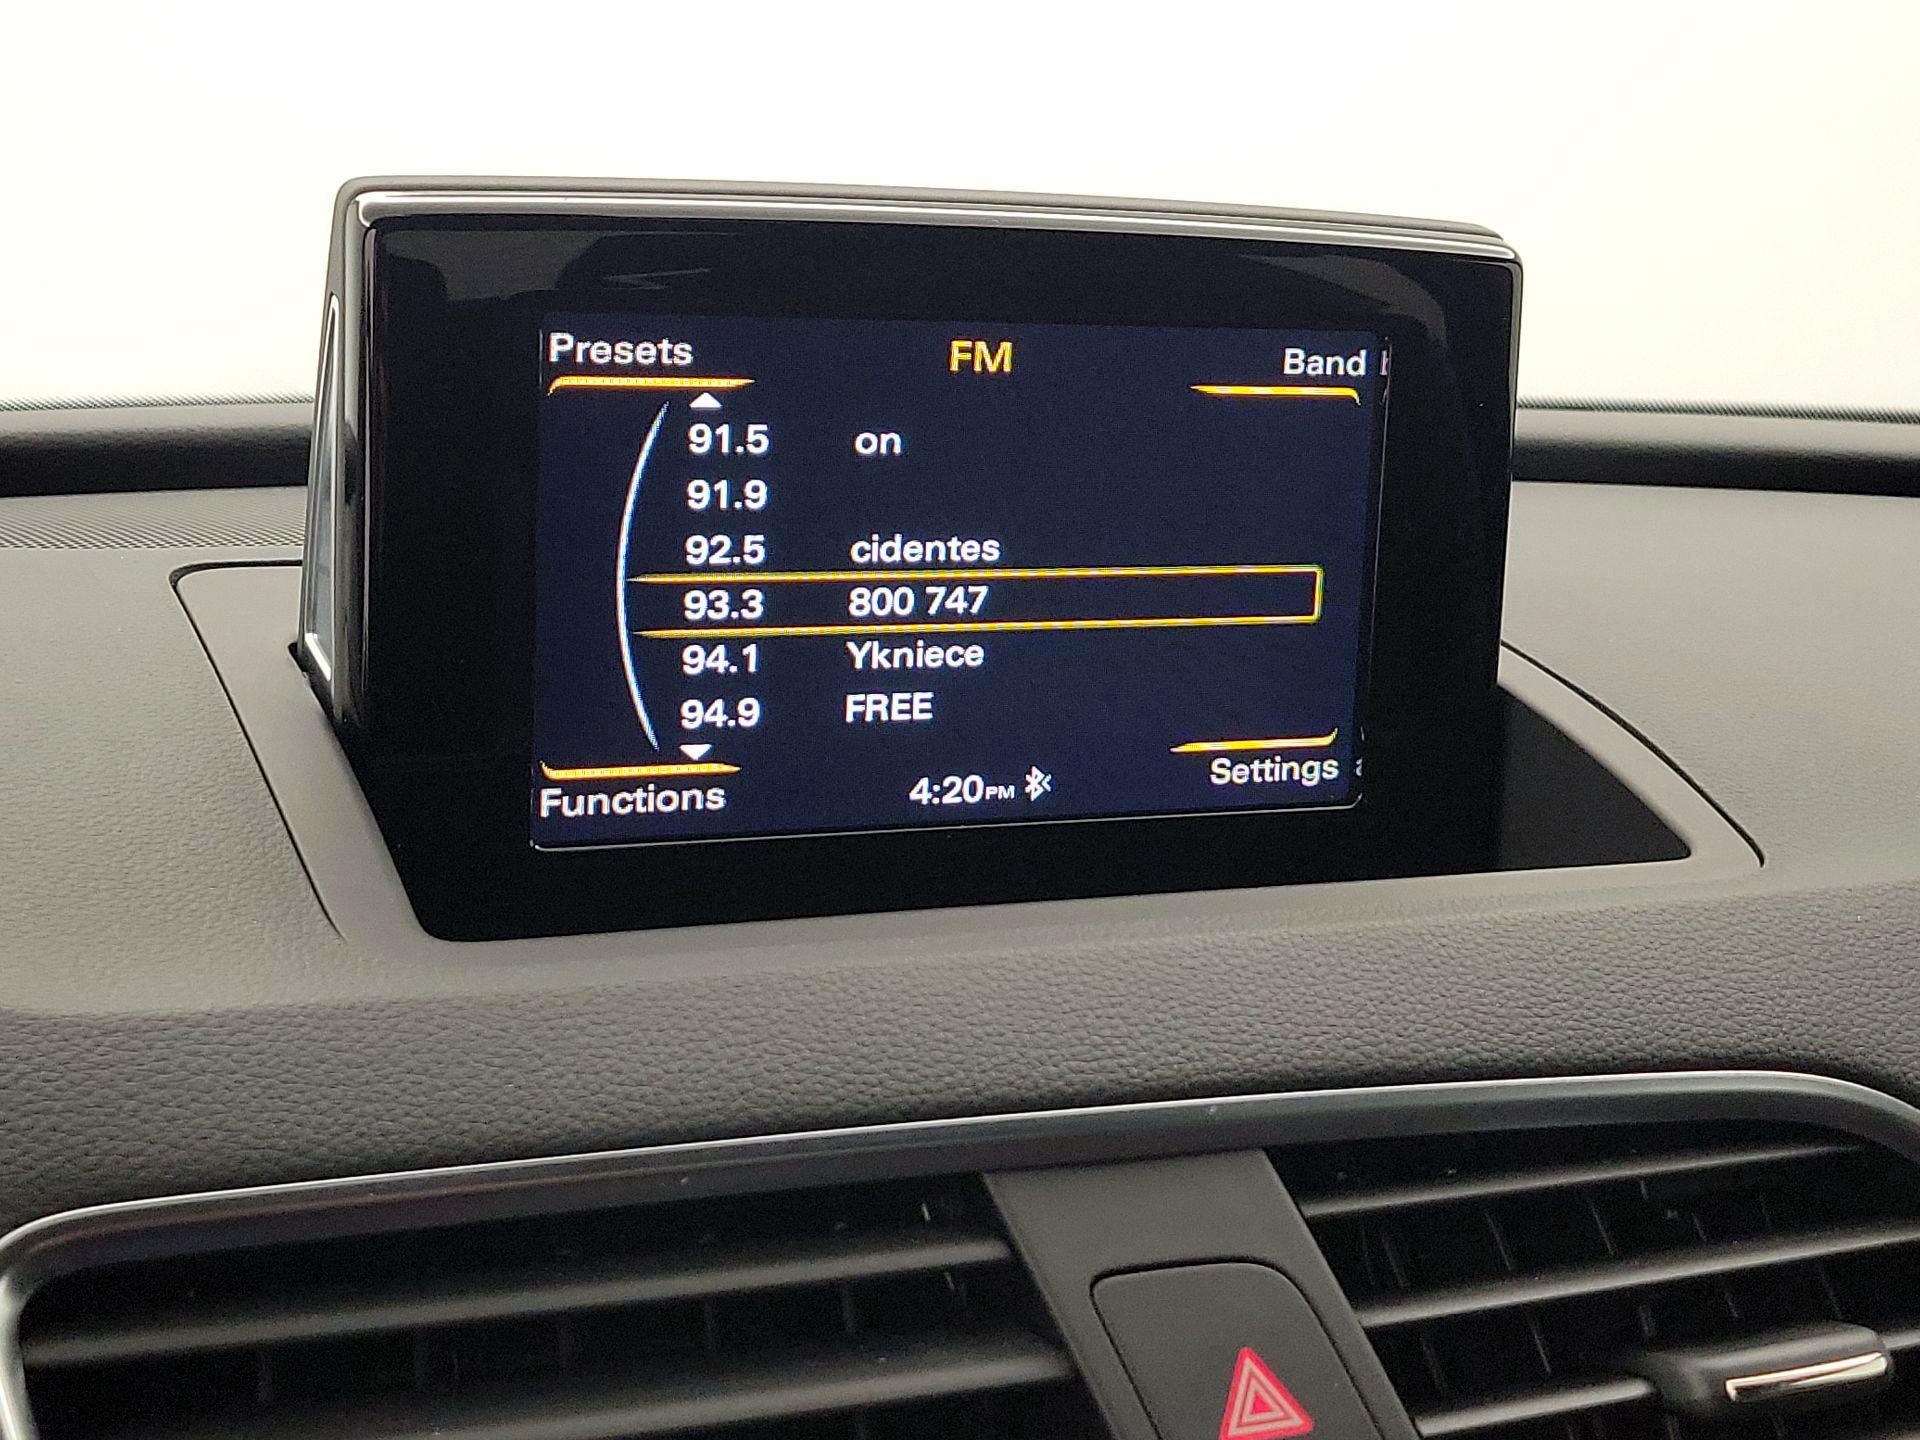 Presets FM Band
91.5 on
91.9
92.5 cidentes
93.3 800 747
94.1 Ykniece
94.9 FREE
Functions 4:20PM Settings